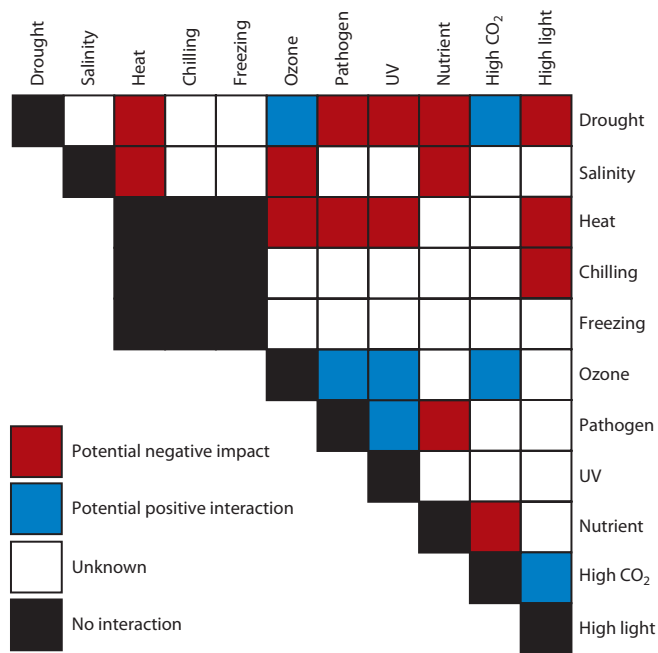 Drought
Salinity
Heat
Chilling
Freezing
Ozone
Pathogen
UV
Nutrient
High CO₂
High light
Drought
Salinity
Heat
Chilling
Freezing
Ozone
Pathogen
UV
Nutrient
High CO₂
High light
Potential negative impact
Potential positive interaction
Unknown
No interaction